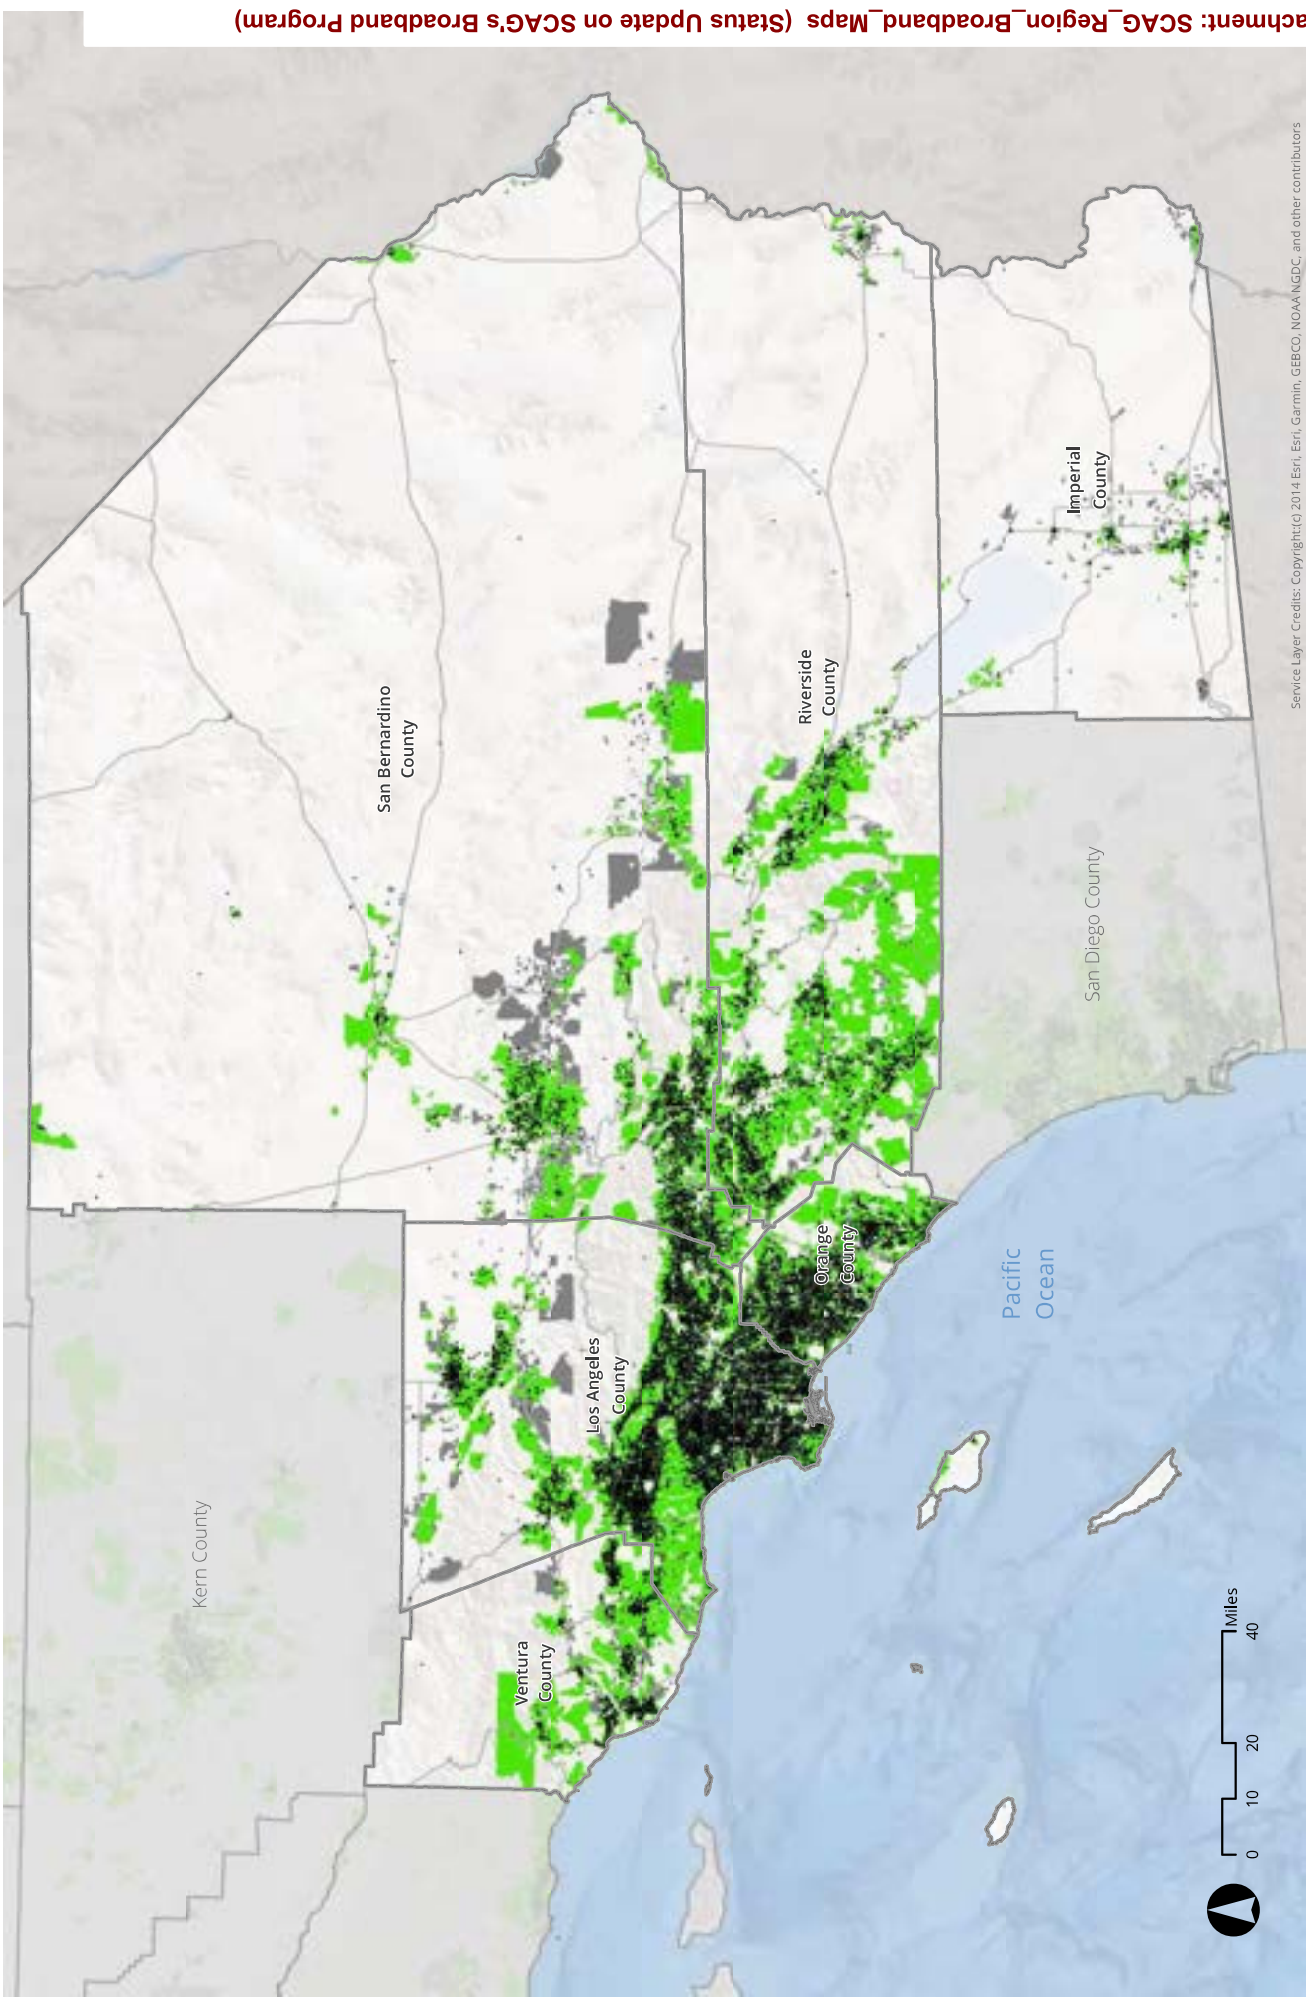 achment: SCAG_Region_Broadband_Maps  (Status Update on SCAG's Broadband Program)
Kern County
San Bernardino
County
Ventura
County
Los Angeles
County
Orange
County
Riverside
County
Imperial
County
San Diego County
Pacific
Ocean
0
10
20
40
Miles
Service Layer Credits: Copyright:(c) 2014 Esri, Esri, Garmin, GEBCO, NOAA NGDC, and other contributors